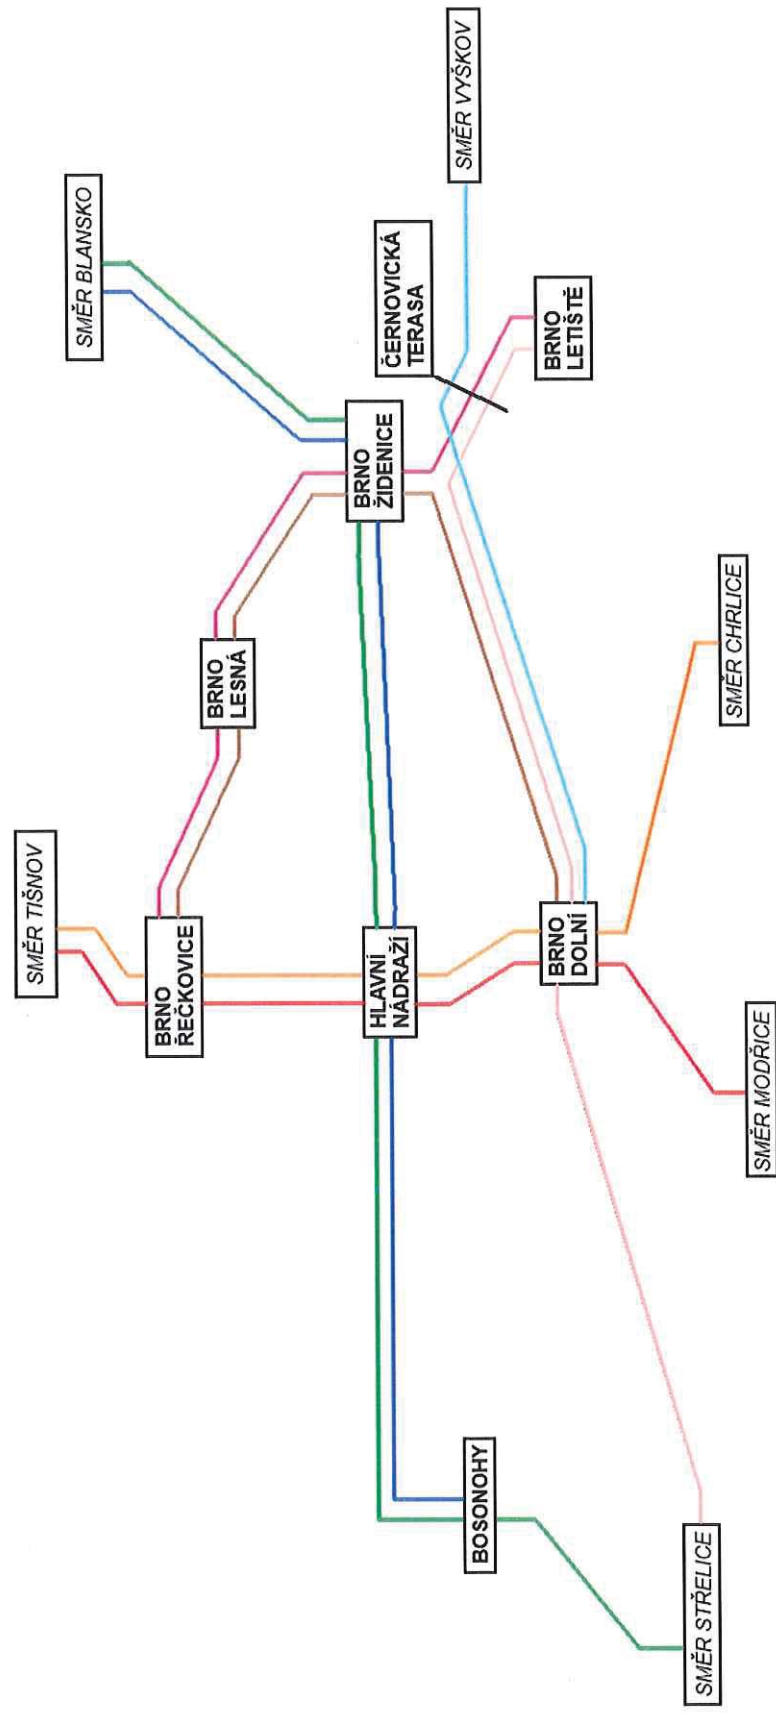 SMĚR TIŠNOV
SMĚR BLANSKO
BRNO
ŘEČKOVICE
BRNO
LESNÁ
HLAVNÍ
NÁDRAŽÍ
BRNO
ŽIDENICE
ČERNOVICKÁ
TERASA
SMĚR VYŠKOV
BOSONOHY
BRNO
DOLNÍ
BRNO
LETIŠTĚ
SMĚR STŘELICE
SMĚR MODŘICE
SMĚR CHRLICE